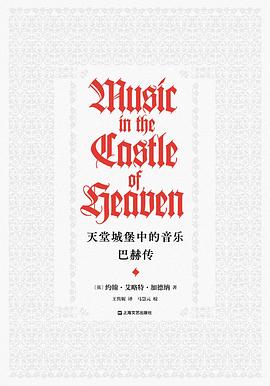 Music
in the
Castle
of
Heaven
天堂城堡中的音乐
巴赫传
[英] 约翰·艾略特·加德纳 著
王隽妮 译 马慧元 校
上海文艺出版社